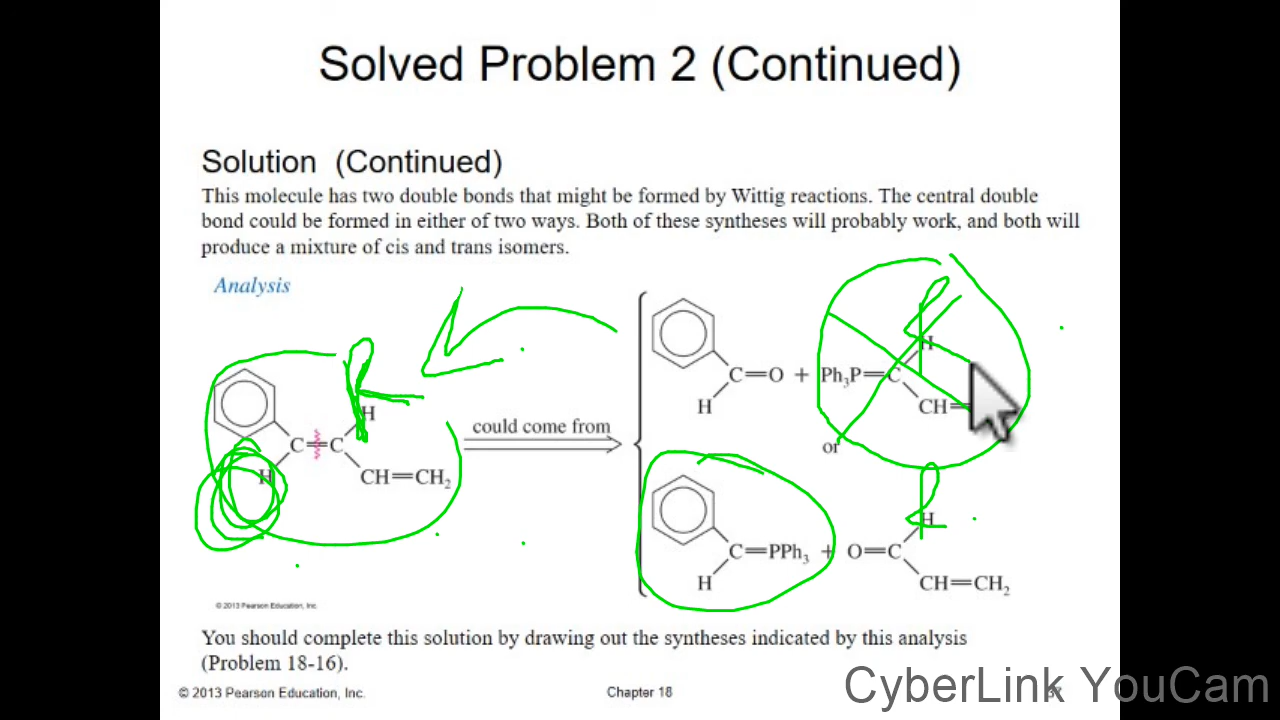 Solved Problem 2 (Continued)
Solution (Continued)
This molecule has two double bonds that might be formed by Wittig reactions. The central double
bond could be formed in either of two ways. Both of these syntheses will probably work, and both will
produce a mixture of cis and trans isomers.
Analysis
H
C=C
H
CH=CH₂
could come from
C=O + Ph₃P=C
H
H
CH=
or
H
C=PPh₃ + O=C
H
CH=CH₂
© 2013 Pearson Education, Inc.
You should complete this solution by drawing out the syntheses indicated by this analysis
(Problem 18-16).
© 2013 Pearson Education, Inc.
Chapter 18
CyberLink YouCam